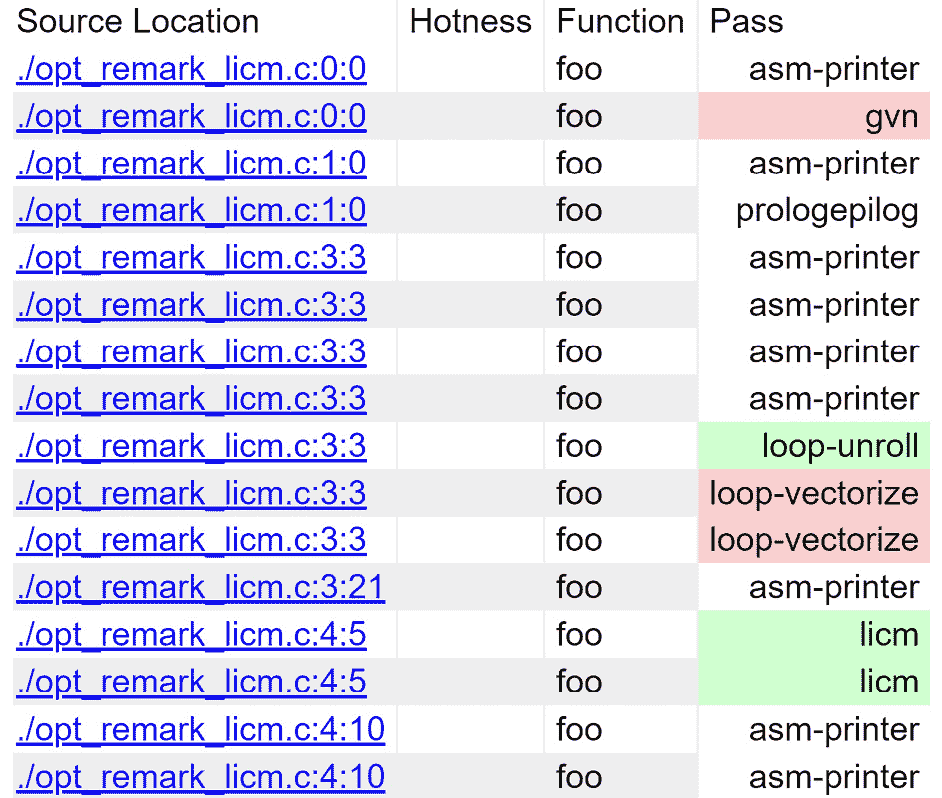 Source Location Hotness Function Pass
./opt_remark_licm.c:0:0 foo asm-printer
./opt_remark_licm.c:0:0 foo gvn
./opt_remark_licm.c:1:0 foo asm-printer
./opt_remark_licm.c:1:0 foo prologepilog
./opt_remark_licm.c:3:3 foo asm-printer
./opt_remark_licm.c:3:3 foo asm-printer
./opt_remark_licm.c:3:3 foo asm-printer
./opt_remark_licm.c:3:3 foo asm-printer
./opt_remark_licm.c:3:3 foo loop-unroll
./opt_remark_licm.c:3:3 foo loop-vectorize
./opt_remark_licm.c:3:3 foo loop-vectorize
./opt_remark_licm.c:3:21 foo asm-printer
./opt_remark_licm.c:4:5 foo licm
./opt_remark_licm.c:4:5 foo licm
./opt_remark_licm.c:4:10 foo asm-printer
./opt_remark_licm.c:4:10 foo asm-printer